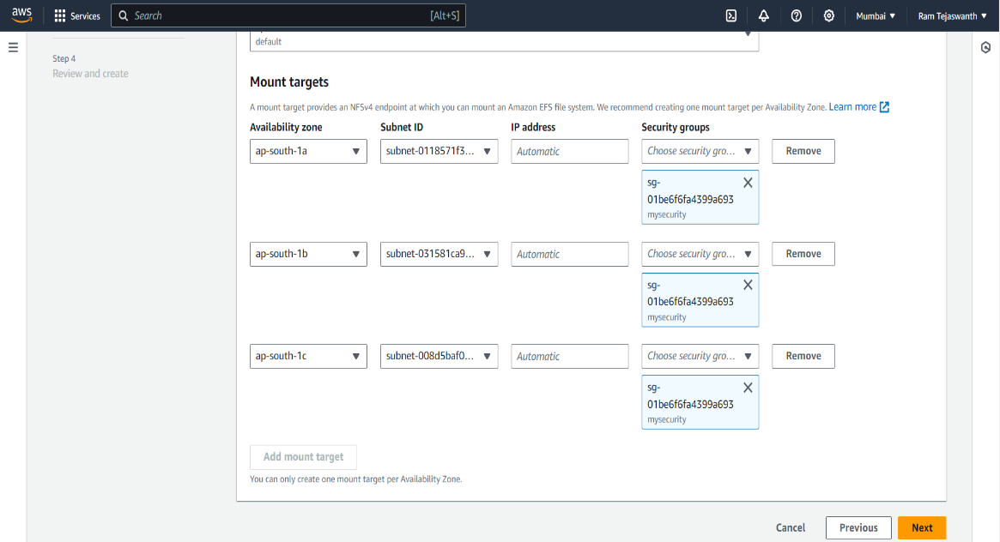 aws
Services
Search
[Alt+S]
Mumbai
Ram Tejaswanth
default
Step 4
Review and create
Mount targets
A mount target provides an NFSv4 endpoint at which you can mount an Amazon EFS file system. We recommend creating one mount target per Availability Zone. Learn more
Availability zone Subnet ID IP address Security groups
ap-south-1a subnet-0118571f3... Automatic Choose security gro... Remove
sg-
01be6f6fa4399a693
mysecurity
ap-south-1b subnet-031581ca9... Automatic Choose security gro... Remove
sg-
01be6f6fa4399a693
mysecurity
ap-south-1c subnet-008d5baf0... Automatic Choose security gro... Remove
sg-
01be6f6fa4399a693
mysecurity
Add mount target
You can only create one mount target per Availability Zone.
Cancel Previous Next